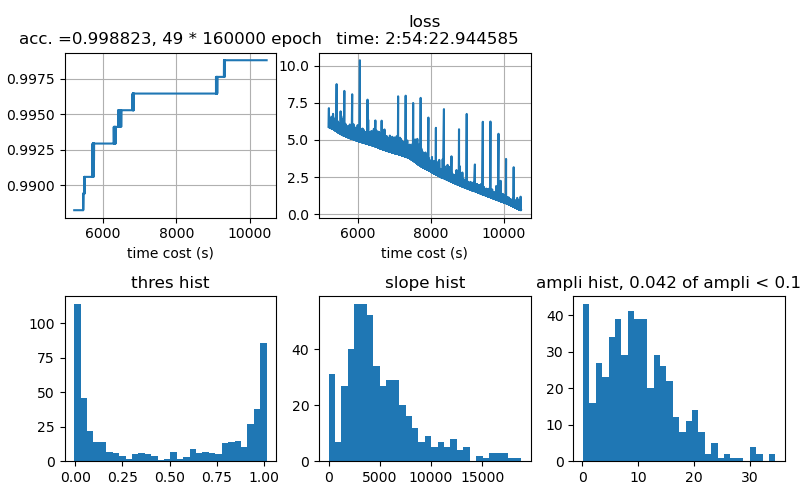 loss
acc. =0.998823, 49 * 160000 epoch time: 2:54:22.944585
0.9975
0.9950
0.9925
0.9900
6000 8000 10000
time cost (s)
10.0
7.5
5.0
2.5
0.0
6000 8000 10000
time cost (s)
thres hist
100
75
50
25
0
0.00 0.25 0.50 0.75 1.00
slope hist
40
20
0
0 5000 10000 15000
ampli hist, 0.042 of ampli < 0.1
40
30
20
10
0
0 10 20 30